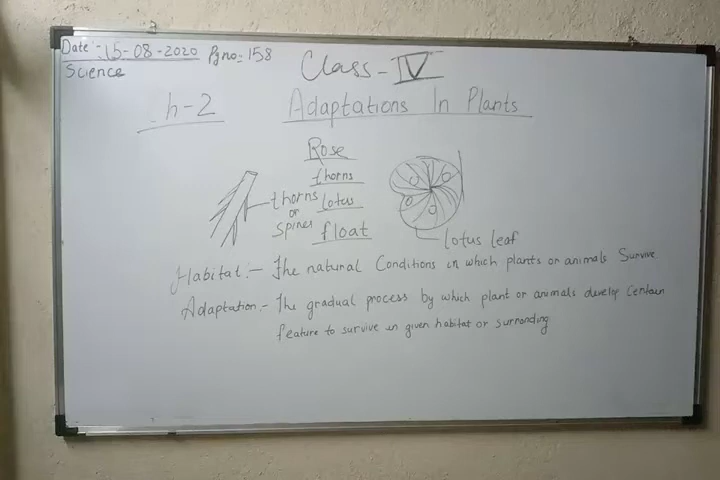 Date - 15-08-2020 Pg no = 158
Science
Class - IV
h-2 Adaptations In Plants
Rose
thorns
thorns or spines
lotus
float
lotus leaf
Habitat :- The natural Conditions in which plants or animals Survive.
Adaptation - The gradual process by which plant or animals develop Certain
feature to survive in given habitat or surronding